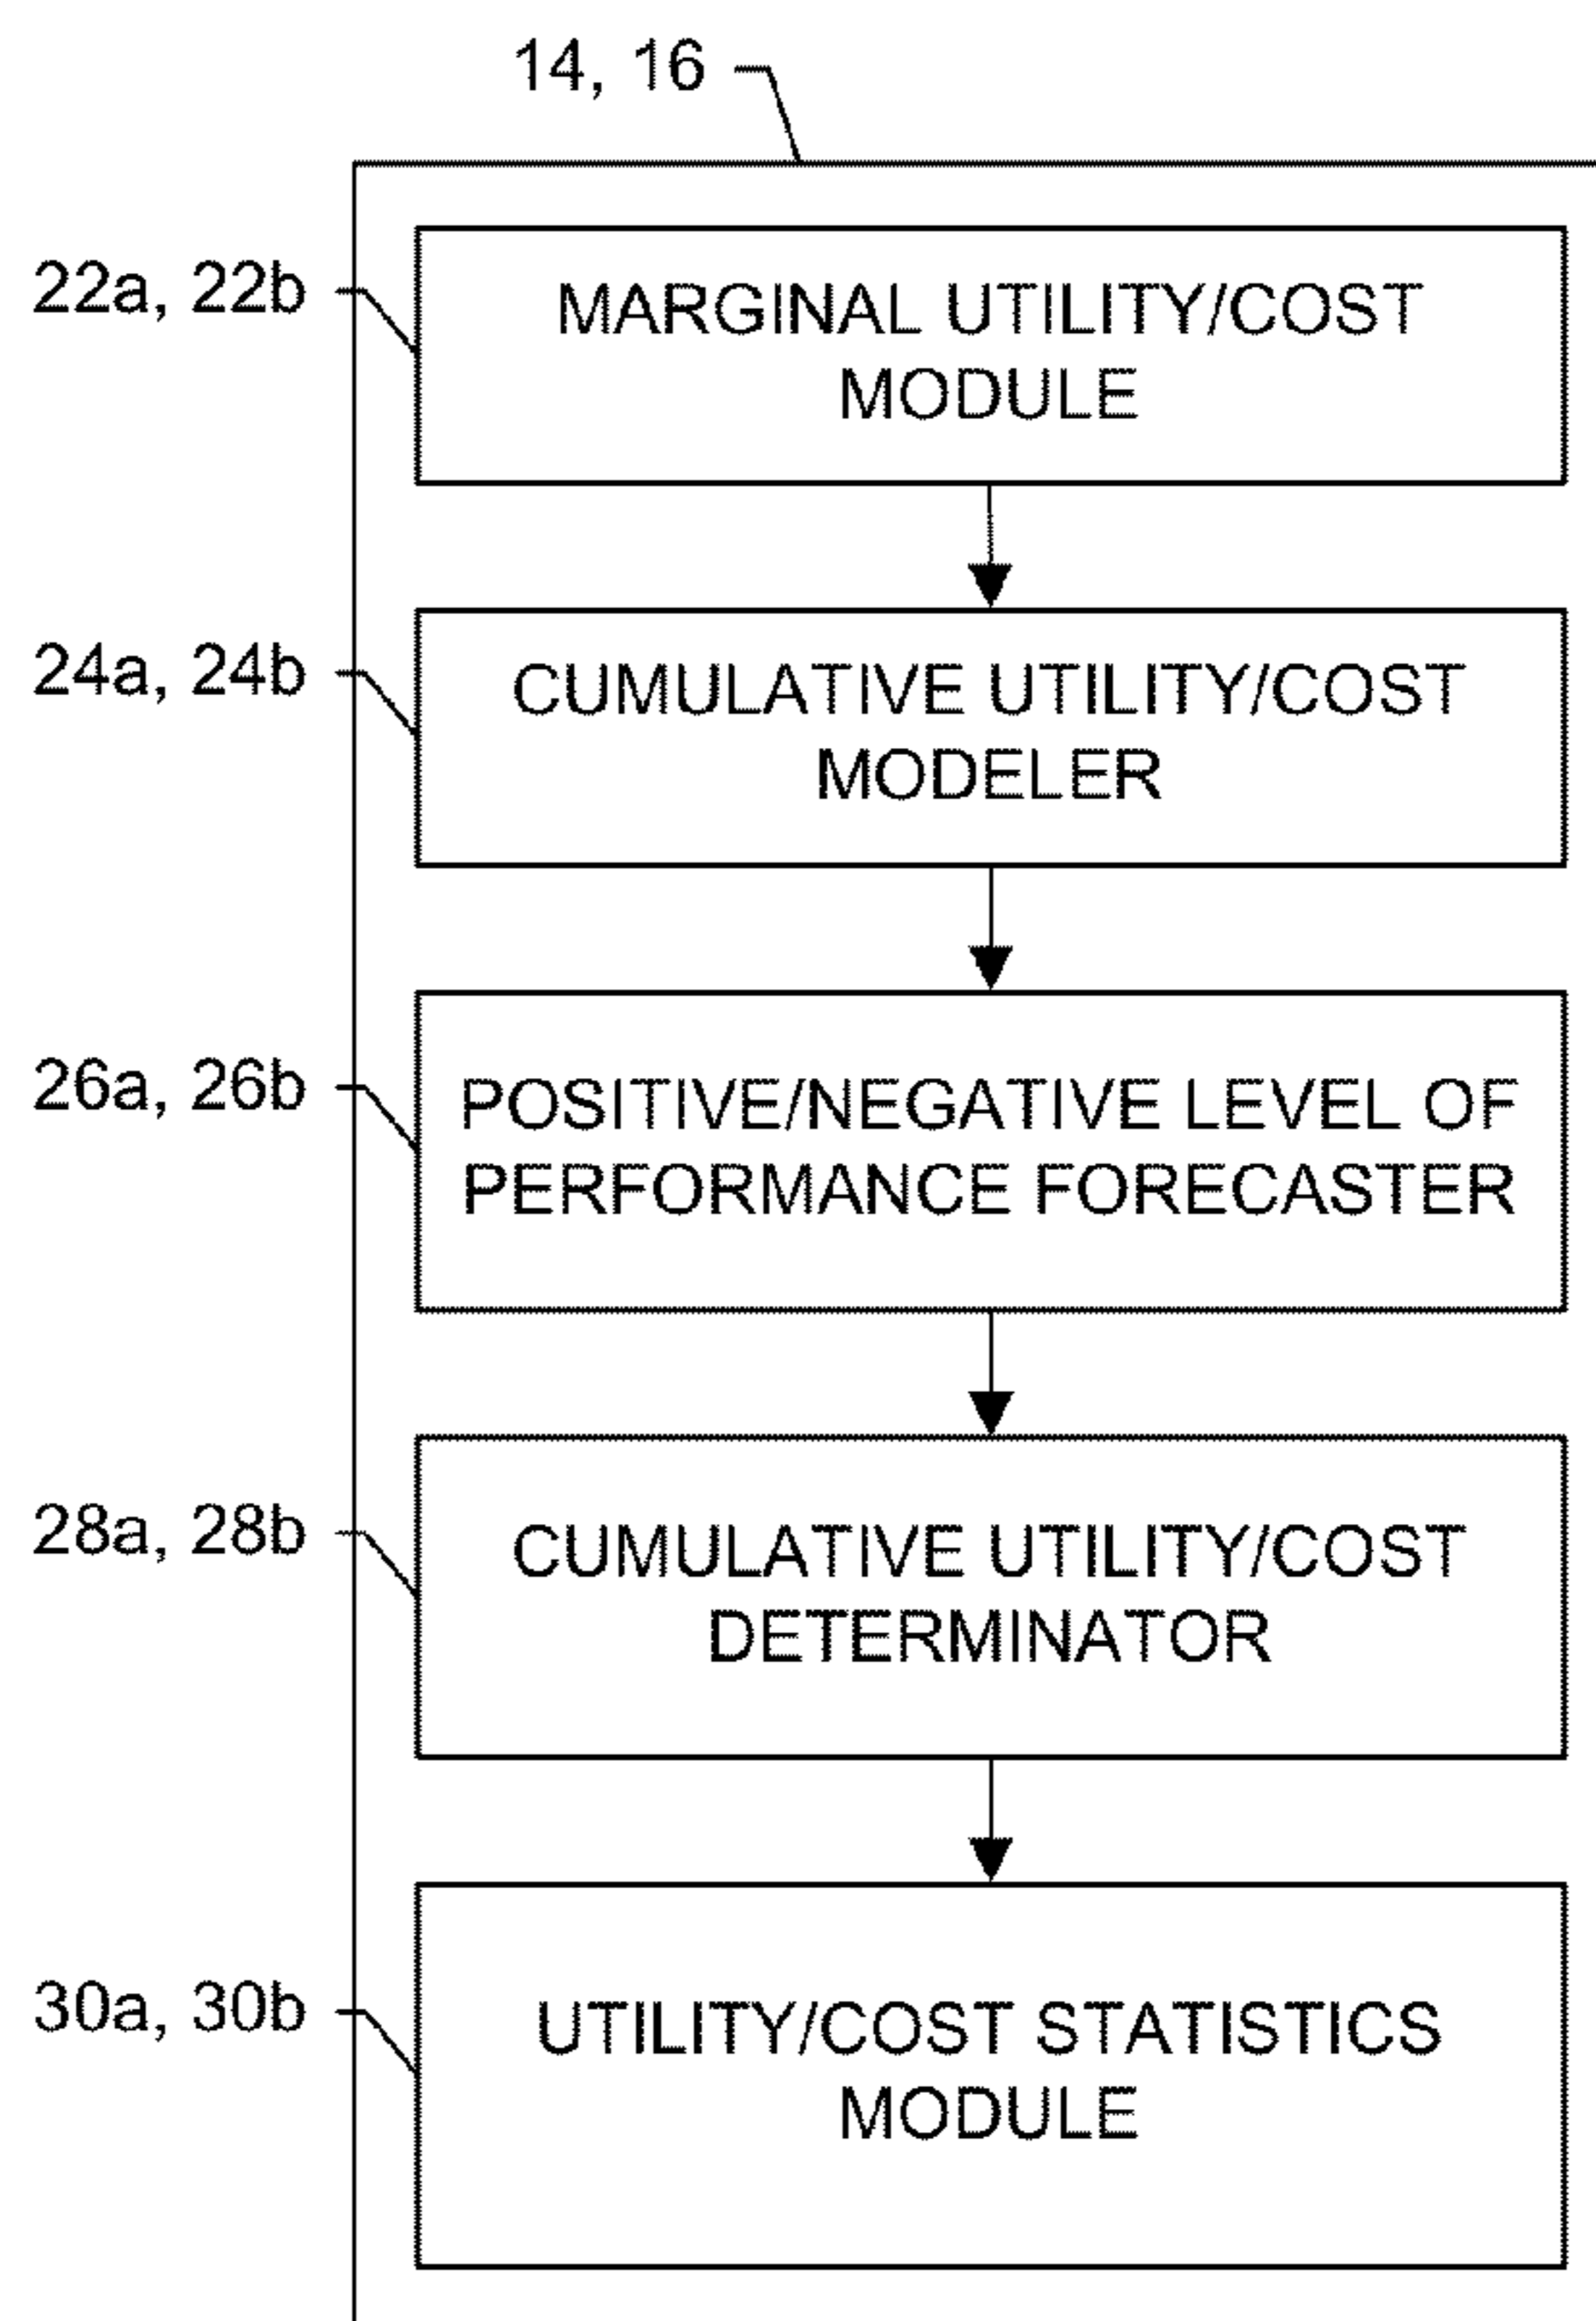 14, 16
22a, 22b
MARGINAL UTILITY/COST
MODULE
24a, 24b
CUMULATIVE UTILITY/COST
MODELER
26a, 26b
POSITIVE/NEGATIVE LEVEL OF
PERFORMANCE FORECASTER
28a, 28b
CUMULATIVE UTILITY/COST
DETERMINATOR
30a, 30b
UTILITY/COST STATISTICS
MODULE